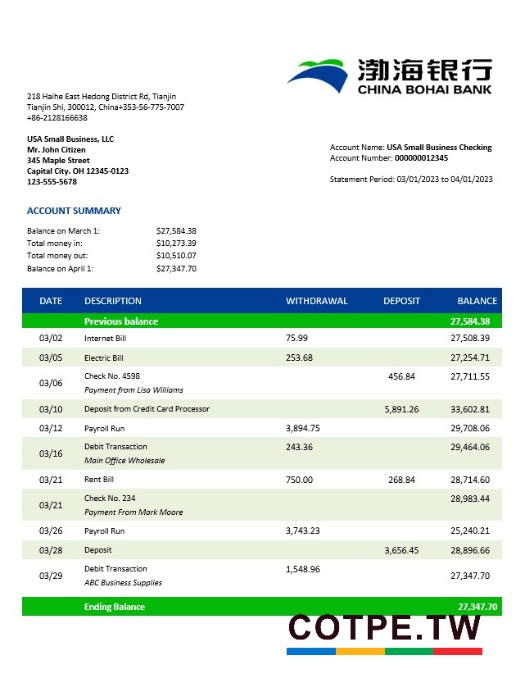 渤海银行
CHINA BOHAI BANK
218 Haihe East Hedong District Rd, Tianjin
Tianjin Shi, 300012, China+353-56-775-7007
+86-2128166638
USA Small Business, LLC
Mr. John Citizen
345 Maple Street
Capital City. OH 12345-0123
123-555-5678
Account Name: USA Small Business Checking
Account Number: 000000012345
Statement Period: 03/01/2023 to 04/01/2023
ACCOUNT SUMMARY
Balance on March 1: $27,584.38
Total money in: $10,273.39
Total money out: $10,510.07
Balance on April 1: $27,347.70
DATE DESCRIPTION WITHDRAWAL DEPOSIT BALANCE
Previous balance 27,584.38
03/02 Internet Bill 75.99 27,508.39
03/05 Electric Bill 253.68 27,254.71
03/06 Check No. 4598 456.84 27,711.55
Payment from Lisa Williams
03/10 Deposit from Credit Card Processor 5,891.26 33,602.81
03/12 Payroll Run 3,894.75 29,708.06
03/16 Debit Transaction 243.36 29,464.06
Main Office Wholesale
03/21 Rent Bill 750.00 268.84 28,714.60
03/21 Check No. 234 28,983.44
Payment From Mark Moore
03/26 Payroll Run 3,743.23 25,240.21
03/28 Deposit 3,656.45 28,896.66
03/29 Debit Transaction 1,548.96 27,347.70
ABC Business Supplies
Ending Balance 27,347.70
COTPE.TW